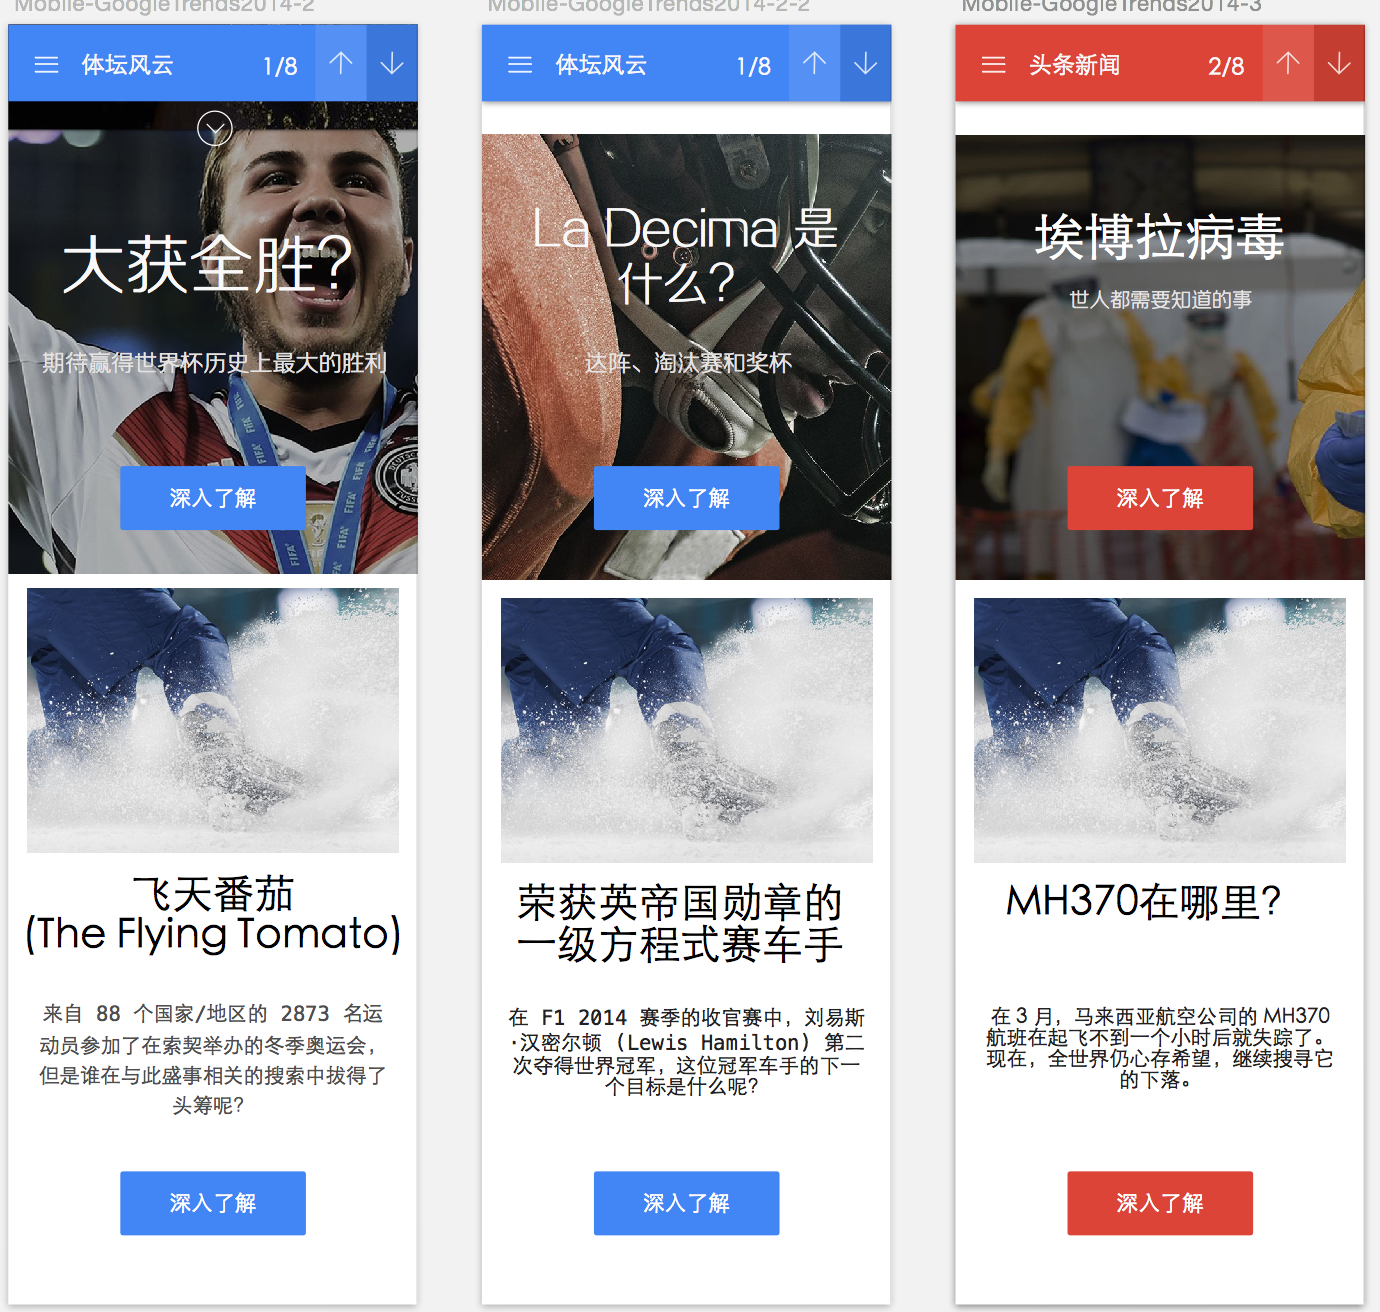 Mobile-GoogleTrends2014-2
体坛风云
1/8
大获全胜？
期待赢得世界杯历史上最大的胜利
FIFA
FIFA
FIFA
FIFA
FIFA
深入了解
飞天番茄
(The Flying Tomato)
来自 88 个国家/地区的 2873 名运
动员参加了在索契举办的冬季奥运会，
但是谁在与此盛事相关的搜索中拔得了
头筹呢？
深入了解
Mobile-GoogleTrends2014-2-2
体坛风云
1/8
La Decima 是
什么？
达阵、淘汰赛和奖杯
深入了解
荣获英帝国勋章的
一级方程式赛车手
在 F1 2014 赛季的收官赛中，刘易斯
·汉密尔顿 (Lewis Hamilton) 第二
次夺得世界冠军，这位冠军车手的下一
个目标是什么呢？
深入了解
Mobile-GoogleTrends2014-3
头条新闻
2/8
埃博拉病毒
世人都需要知道的事
深入了解
MH370在哪里？
在 3 月，马来西亚航空公司的 MH370
航班在起飞不到一个小时后就失踪了。
现在，全世界仍心存希望，继续搜寻它
的下落。
深入了解